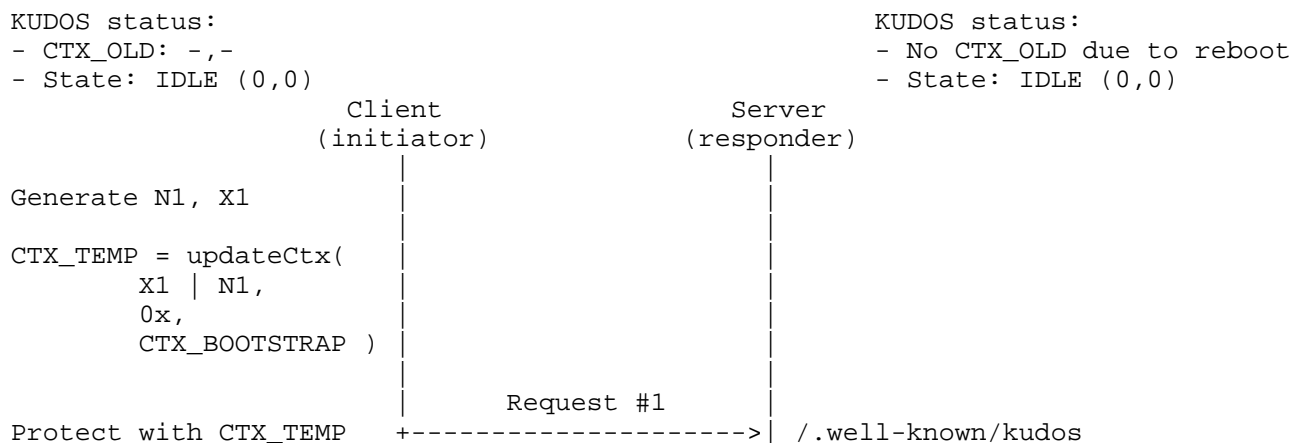 KUDOS status:                                          KUDOS status:
- CTX_OLD: -,-                                         - No CTX_OLD due to reboot
- State: IDLE (0,0)                                    - State: IDLE (0,0)
                     Client                   Server
                   (initiator)             (responder)
                         |                      |
Generate N1, X1          |                      |
                         |                      |
CTX_TEMP = updateCtx(    |                      |
        X1 | N1,         |                      |
        0x,              |                      |
        CTX_BOOTSTRAP )  |                      |
                         |                      |
                         |      Request #1      |
Protect with CTX_TEMP    +--------------------->| /.well-known/kudos